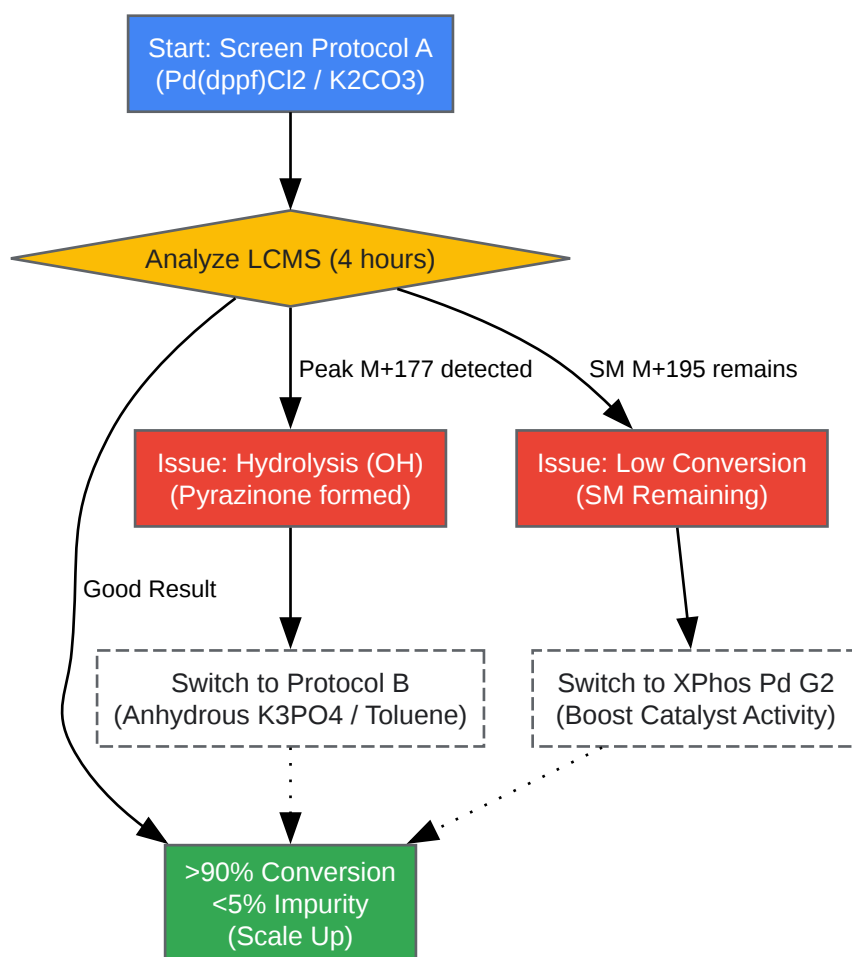 Start: Screen Protocol A
(Pd(dppf)Cl2 / K2CO3)
Analyze LCMS (4 hours)
Peak M+177 detected
SM M+195 remains
Issue: Hydrolysis (OH)
(Pyrazinone formed)
Issue: Low Conversion
(SM Remaining)
Good Result
Switch to Protocol B
(Anhydrous K3PO4 / Toluene)
Switch to XPhos Pd G2
(Boost Catalyst Activity)
>90% Conversion
<5% Impurity
(Scale Up)